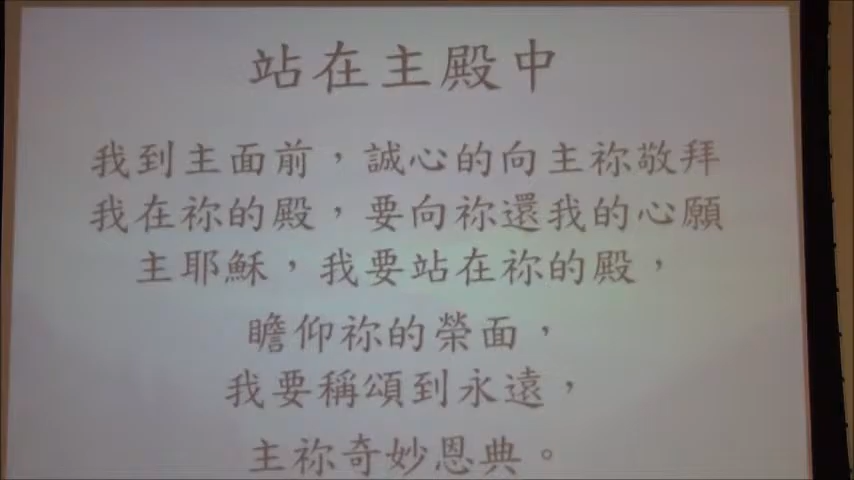 站在主殿中
我到主面前，誠心的向主祢敬拜
我在祢的殿，要向祢還我的心願
主耶穌，我要站在祢的殿，
瞻仰祢的榮面，
我要稱頌到永遠，
主祢奇妙恩典。